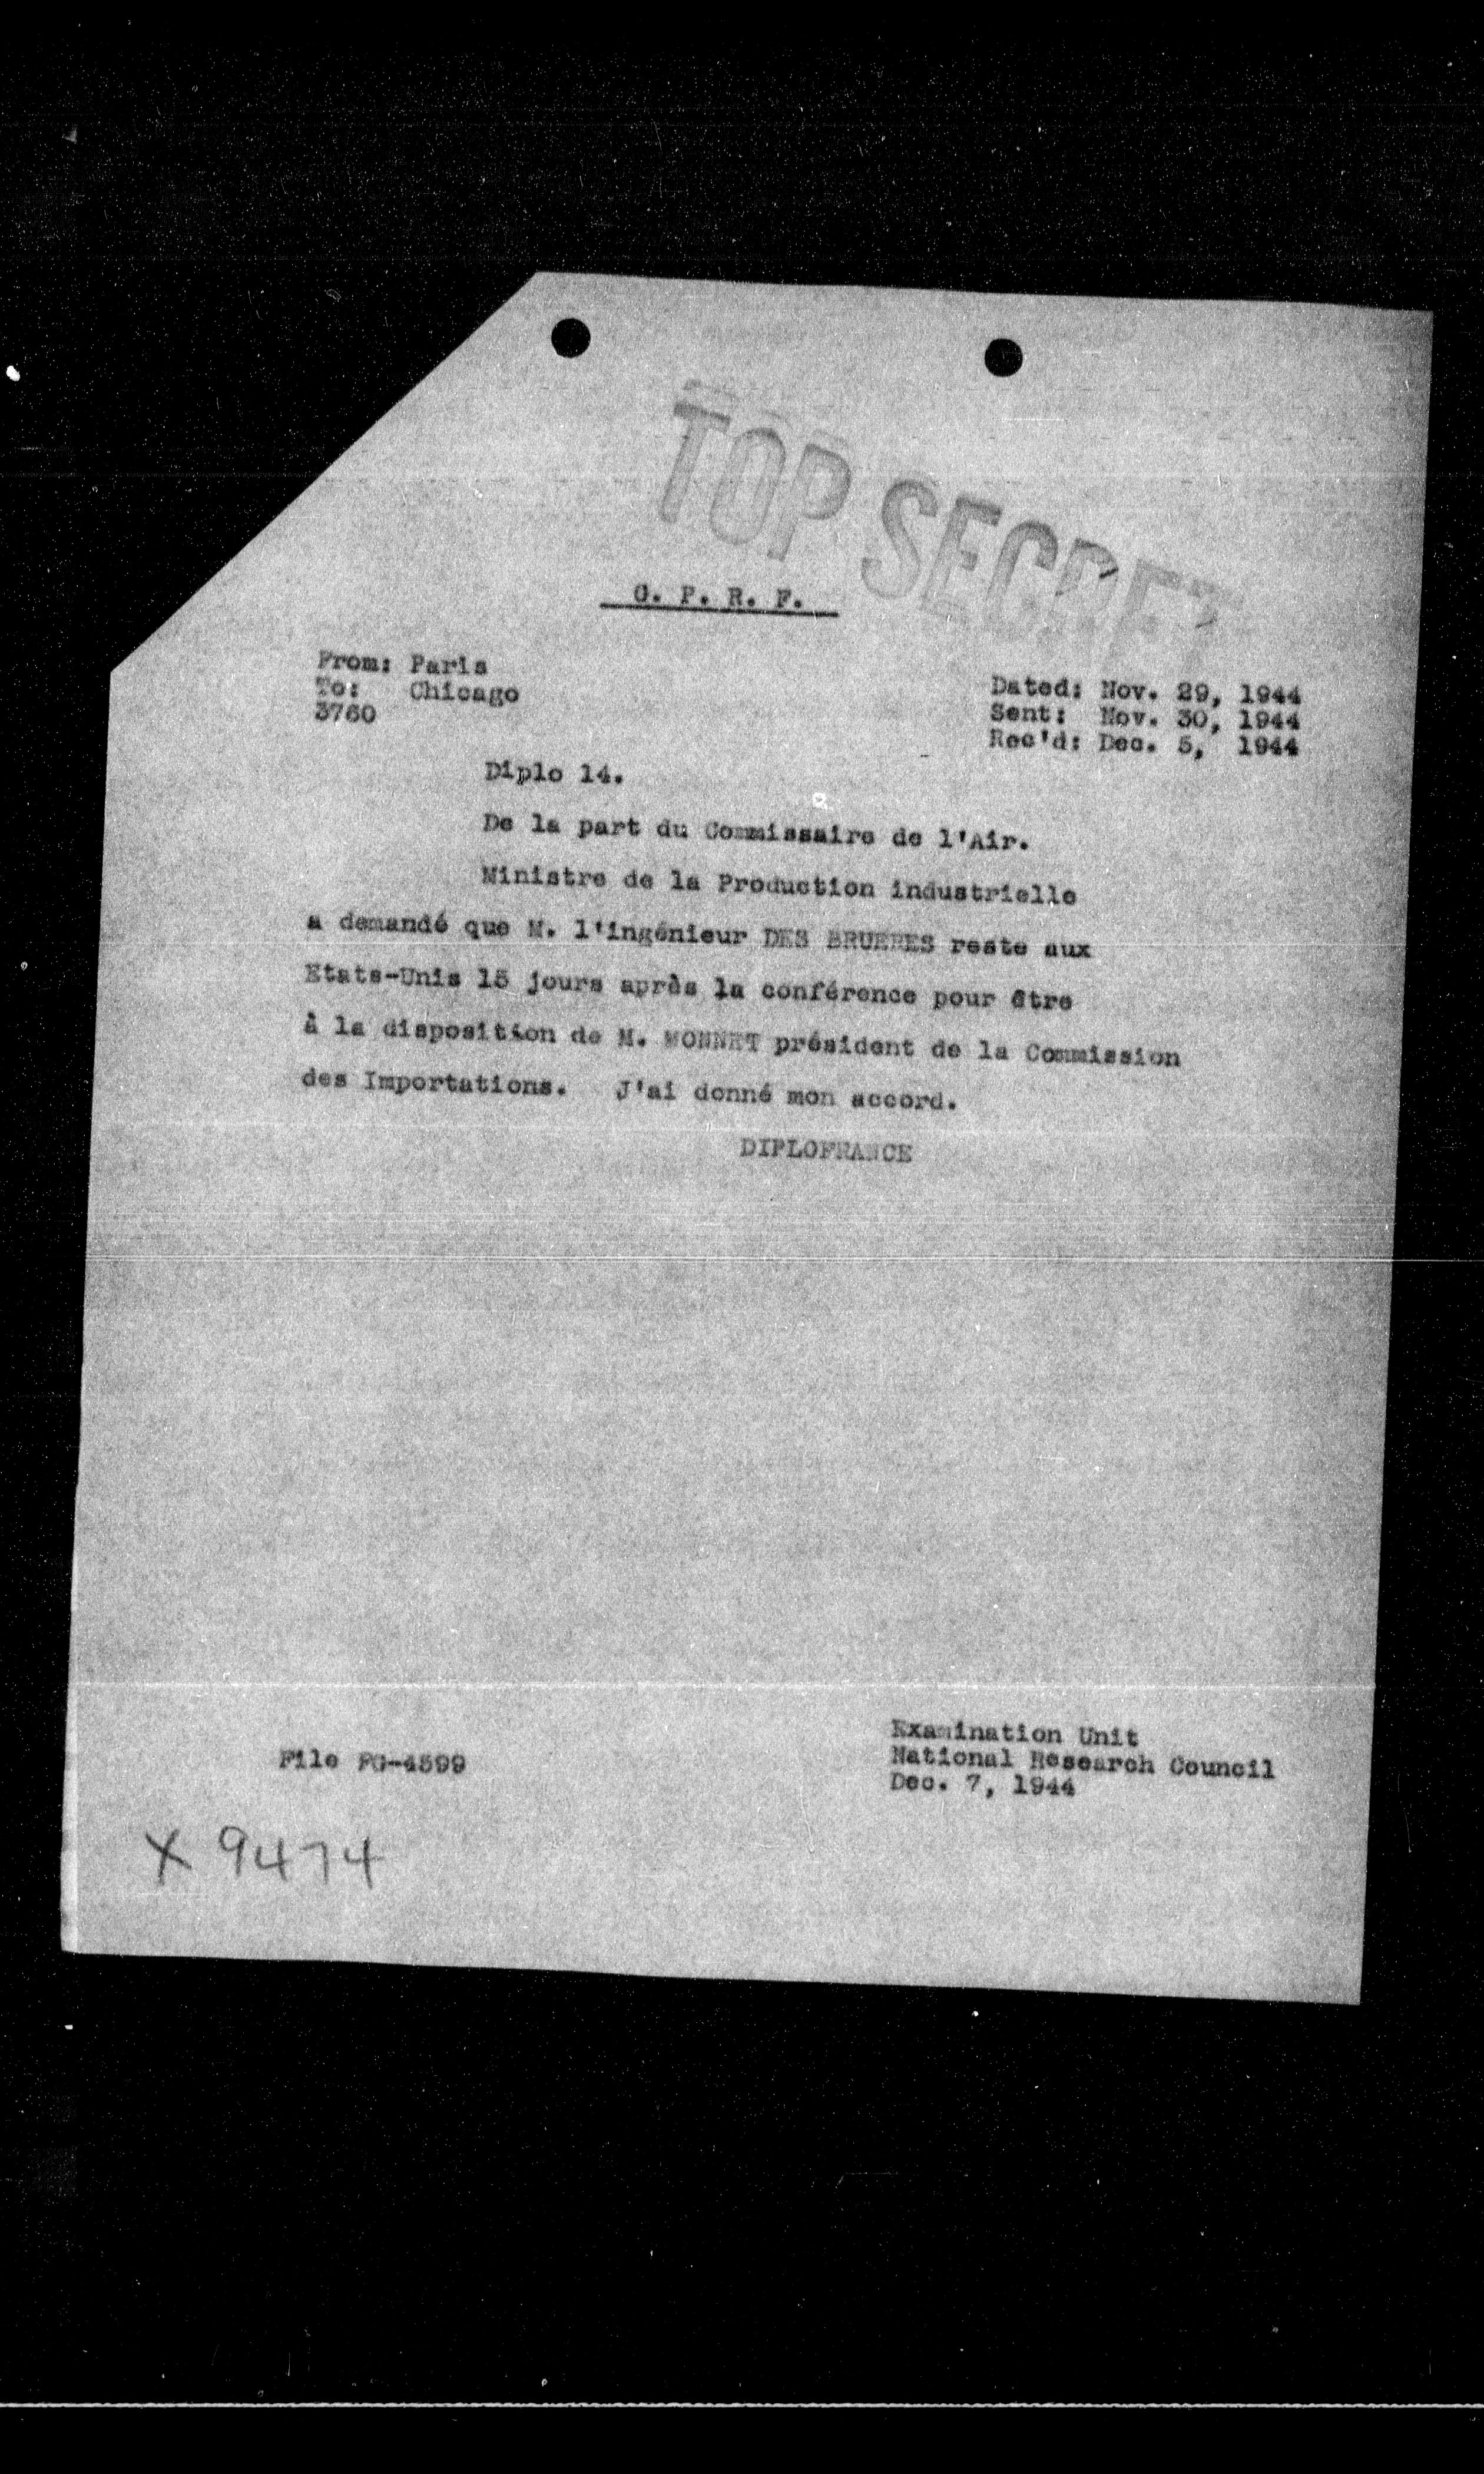 TOP SECRET
G. P. R. F.
From: Paris
To: Chicago
3760
Dated: Nov. 29, 1944
Sent: Nov. 30, 1944
Rec'd: Dec. 5, 1944
Diplo 14.
De la part du Commissaire de l'Air.
Ministre de la Production industrielle
a demandé que M. l'ingénieur DES BRUERES reste aux
Etats-Unis 15 jours après la conférence pour être
à la disposition de M. MONNET président de la Commission
des Importations. J'ai donné mon accord.
DIPLOFRANCE
File FG-4599
Examination Unit
National Research Council
Dec. 7, 1944
X 9474